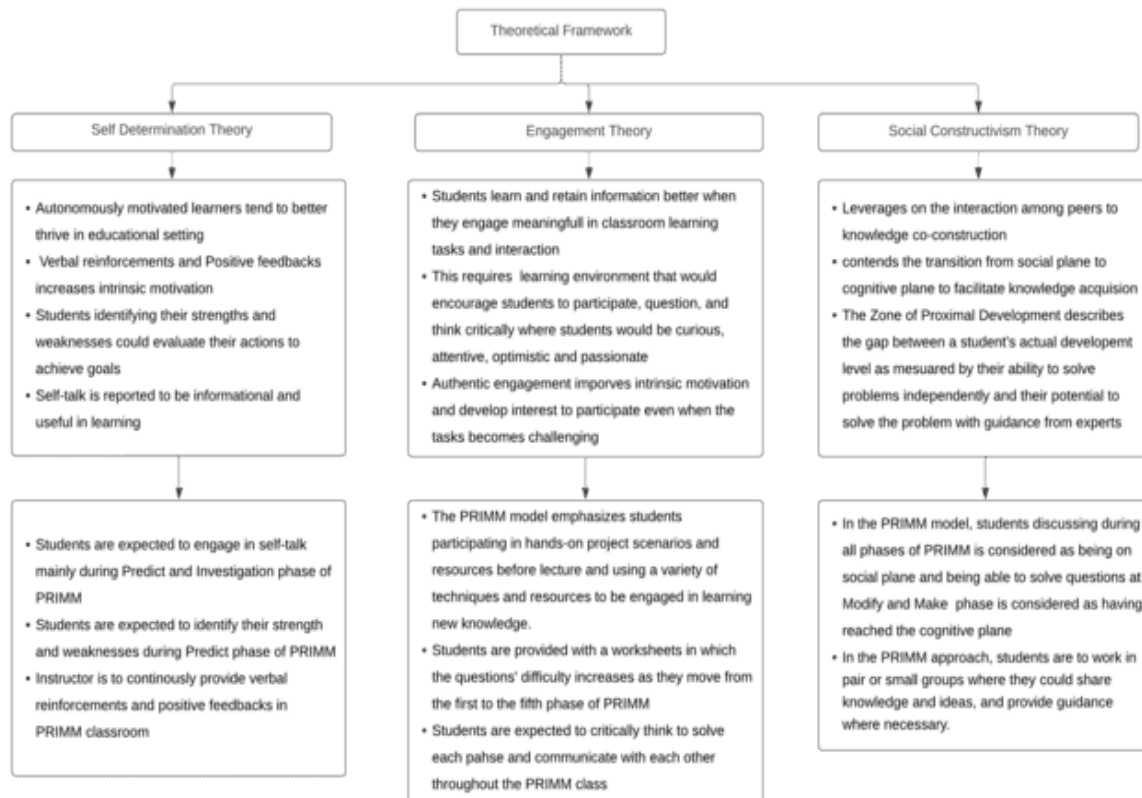 Theoretical Framework
Self Determination Theory
Engagement Theory
Social Constructivism Theory
• Autonomously motivated learners tend to better
thrive in educational setting
• Verbal reinforcements and Positive feedbacks
increases intrinsic motivation
• Students identifying their strengths and
weaknesses could evaluate their actions to
achieve goals
• Self-talk is reported to be informational and
useful in learning
• Students learn and retain information better when
they engage meaningfull in classroom learning
tasks and interaction
• This requires learning environment that would
encourage students to participate, question, and
think critically where students would be curious,
attentive, optimistic and passionate
• Authentic engagement imporves intrinsic motivation
and develop interest to participate even when the
tasks becomes challenging
• Leverages on the interaction among peers to
knowledge co-construction
• contends the transition from social plane to
cognitive plane to facilitate knowledge acquision
• The Zone of Proximal Development describes
the gap between a student's actual developemt
level as mesuared by their ability to solve
problems independently and their potential to
solve the problem with guidance from experts
• Students are expected to engage in self-talk
mainly during Predict and Investigation phase of
PRIMM
• Students are expected to identify their strength
and weaknesses during Predict phase of PRIMM
• Instructor is to continously provide verbal
reinforcements and positive feedbacks in
PRIMM classroom
• The PRIMM model emphasizes students
participating in hands-on project scenarios and
resources before lecture and using a variety of
techniques and resources to be engaged in learning
new knowledge.
• Students are provided with a worksheets in which
the questions' difficulty increases as they move from
the first to the fifth phase of PRIMM
• Students are expected to critically think to solve
each pahse and communicate with each other
throughout the PRIMM class
• In the PRIMM model, students discussing during
all phases of PRIMM is considered as being on
social plane and being able to solve questions at
Modify and Make phase is considered as having
reached the cognitive plane
• In the PRIMM approach, students are to work in
pair or small groups where they could share
knowledge and ideas, and provide guidance
where necessary.